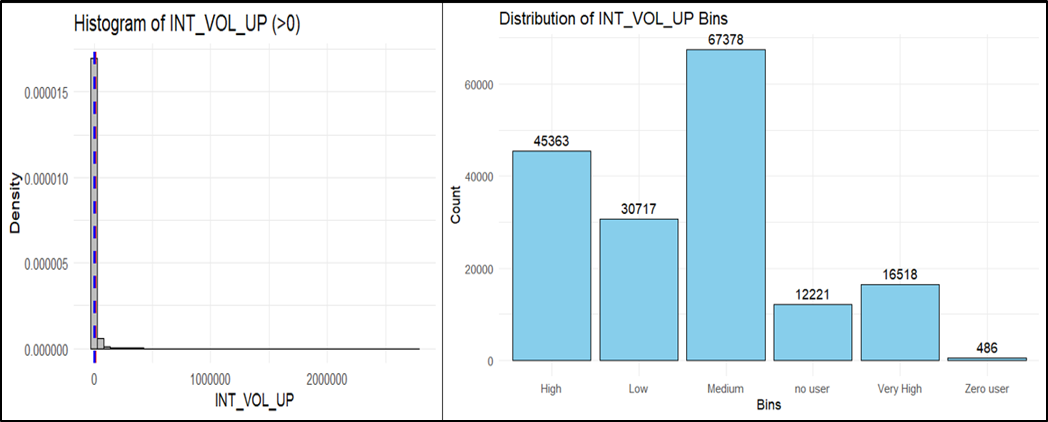 Histogram of INT_VOL_UP (>0)
Density
0.000015
0.000010
0.000005
0.000000
0
1000000
2000000
INT_VOL_UP
Distribution of INT_VOL_UP Bins
Count
60000
40000
20000
0
45363
30717
67378
12221
16518
486
High
Low
Medium
no user
Very High
Zero user
Bins